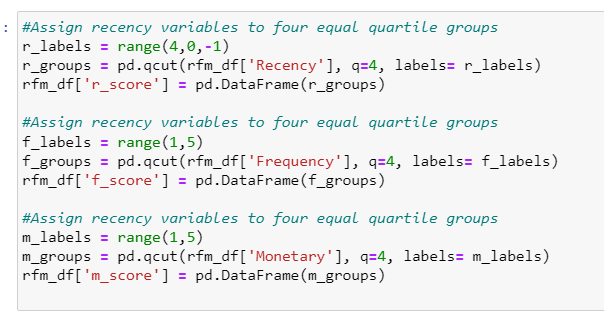 : #Assign recency variables to four equal quartile groups
r_labels = range(4,0,-1)
r_groups = pd.qcut(rfm_df['Recency'], q=4, labels= r_labels)
rfm_df['r_score'] = pd.DataFrame(r_groups)

#Assign recency variables to four equal quartile groups
f_labels = range(1,5)
f_groups = pd.qcut(rfm_df['Frequency'], q=4, labels= f_labels)
rfm_df['f_score'] = pd.DataFrame(f_groups)

#Assign recency variables to four equal quartile groups
m_labels = range(1,5)
m_groups = pd.qcut(rfm_df['Monetary'], q=4, labels= m_labels)
rfm_df['m_score'] = pd.DataFrame(m_groups)